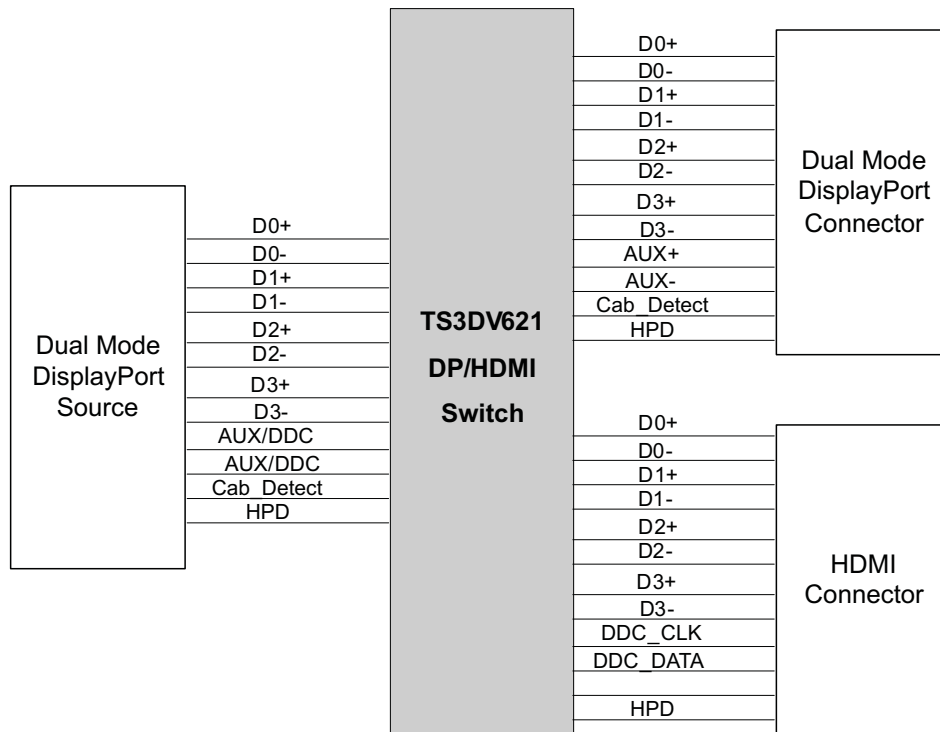 Dual Mode
DisplayPort
Source
D0+
D0-
D1+
D1-
D2+
D2-
D3+
D3-
AUX/DDC
AUX/DDC
Cab_Detect
HPD
TS3DV621
DP/HDMI
Switch
D0+
D0-
D1+
D1-
D2+
D2-
D3+
D3-
AUX+
AUX-
Cab_Detect
HPD
Dual Mode
DisplayPort
Connector
D0+
D0-
D1+
D1-
D2+
D2-
D3+
D3-
DDC_CLK
DDC_DATA
HPD
HDMI
Connector